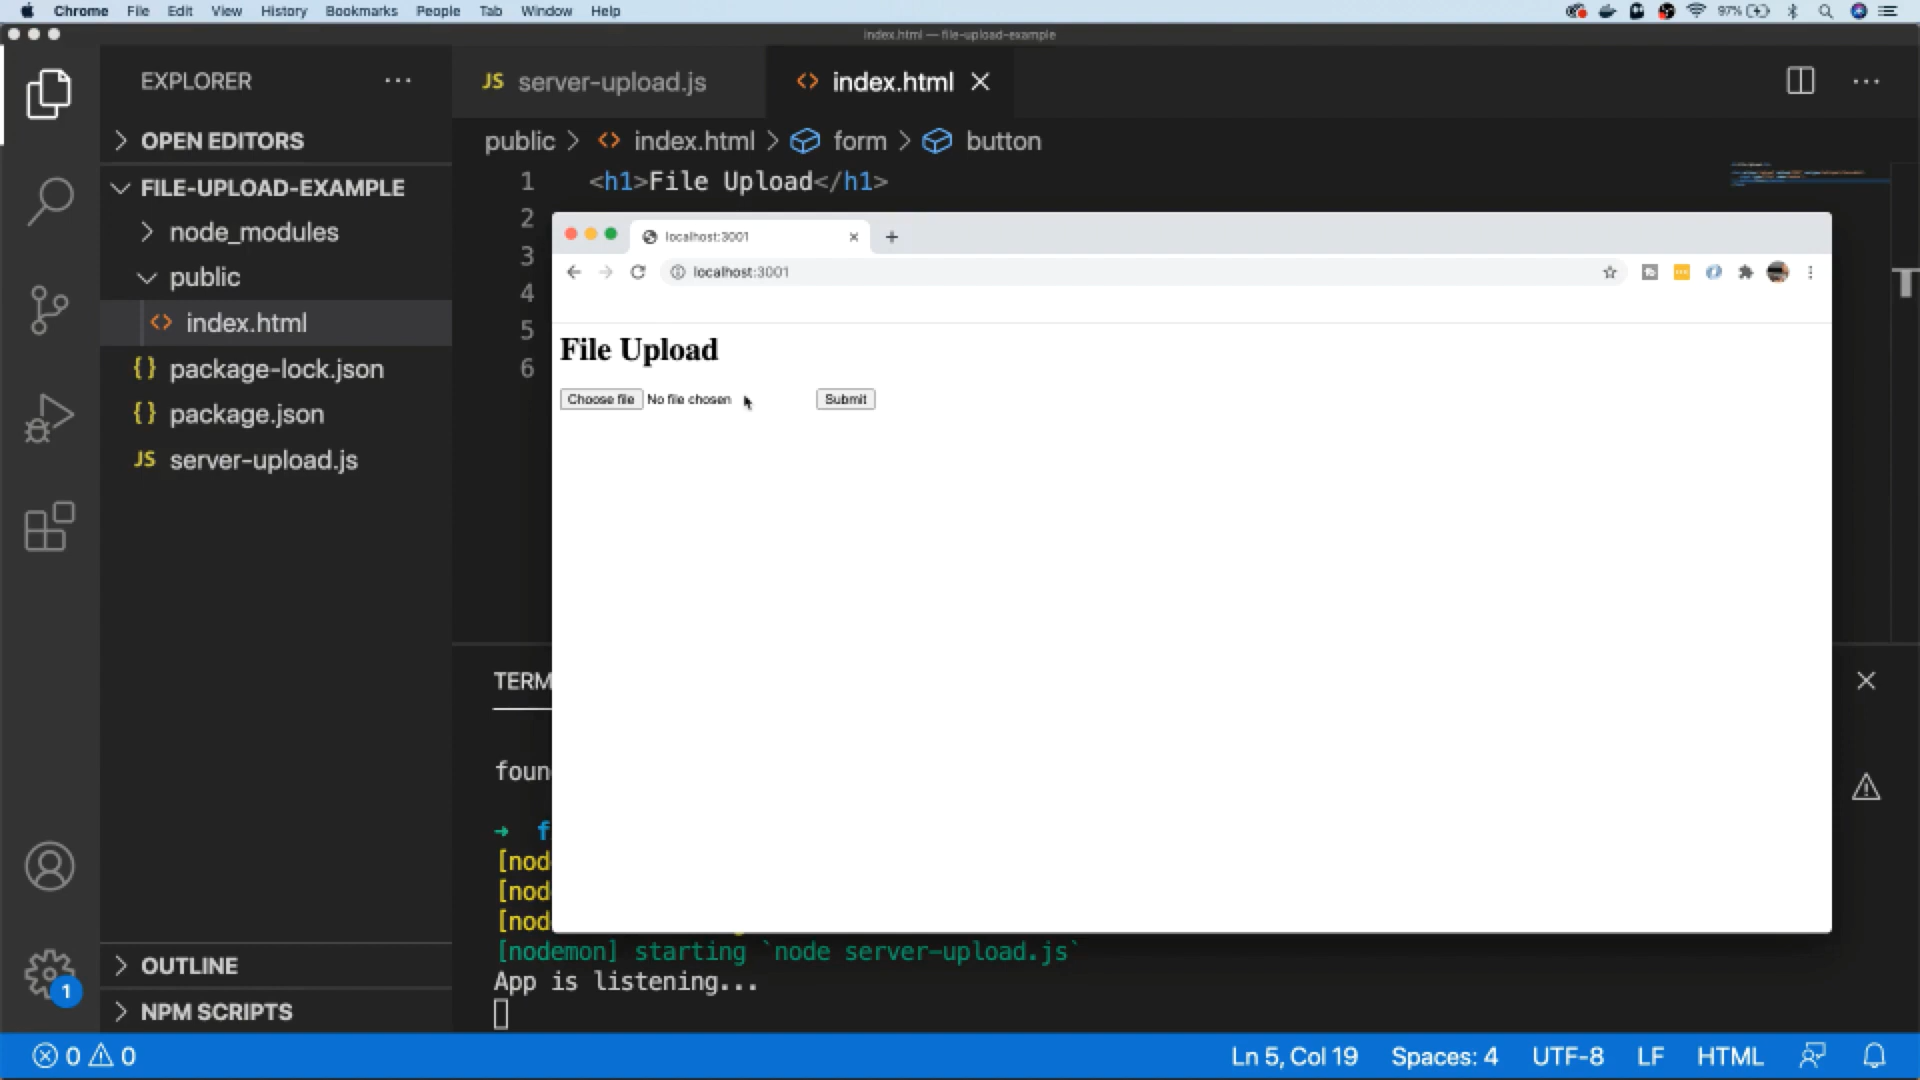 Chrome File Edit View History Bookmarks People Tab Window Help
97%
index.html — file-upload-example
EXPLORER
OPEN EDITORS
FILE-UPLOAD-EXAMPLE
node_modules
public
<> index.html
{} package-lock.json
{} package.json
JS server-upload.js
OUTLINE
NPM SCRIPTS
JS server-upload.js
<> index.html
public > <> index.html > form > button
1 <h1>File Upload</h1>
2
3
4
5
6
localhost:3001
localhost:3001
File Upload
Choose file No file chosen Submit
TERM
foun
→ f
[nod
[nod
[nod
[nodemon] starting `node server-upload.js`
App is listening...
0 0
Ln 5, Col 19 Spaces: 4 UTF-8 LF HTML
1
T